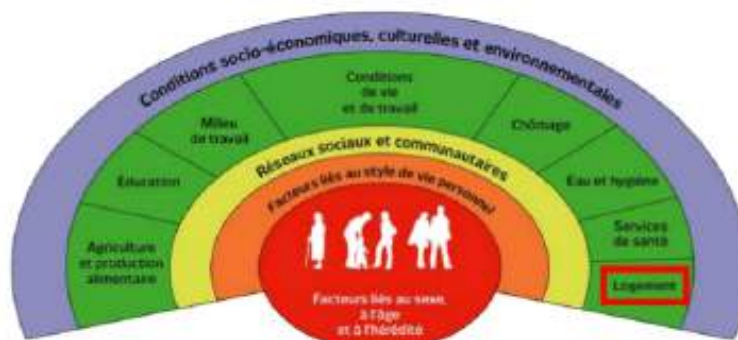 Conditions socio-économiques, culturelles et environnementales
Conditions
de vie
et de travail
Milieu
de travail
Chômage
Éducation
Eau et hygiène
Agriculture
et production
alimentaire
Services
de santé
Logement
Réseaux sociaux et communautaires
Facteurs liés au style de vie personnel
Facteurs liés au sexe,
à l'âge
et à l'hérédité